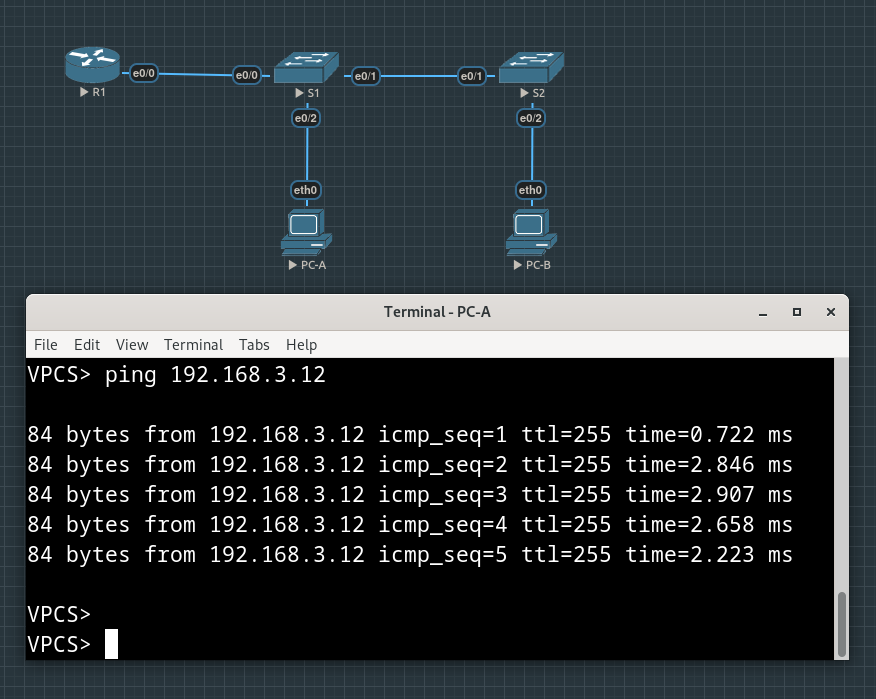 e0/0 e0/0 e0/1 e0/1
R1 S1 S2
e0/2 e0/2
eth0 eth0
PC-A PC-B
Terminal - PC-A
File Edit View Terminal Tabs Help
VPCS> ping 192.168.3.12
84 bytes from 192.168.3.12 icmp_seq=1 ttl=255 time=0.722 ms
84 bytes from 192.168.3.12 icmp_seq=2 ttl=255 time=2.846 ms
84 bytes from 192.168.3.12 icmp_seq=3 ttl=255 time=2.907 ms
84 bytes from 192.168.3.12 icmp_seq=4 ttl=255 time=2.658 ms
84 bytes from 192.168.3.12 icmp_seq=5 ttl=255 time=2.223 ms
VPCS>
VPCS>